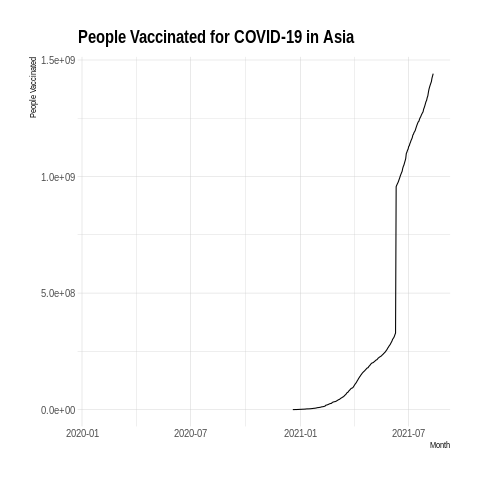 People Vaccinated for COVID-19 in Asia
People Vaccinated
1.5e+09
1.0e+09
5.0e+08
0.0e+00
2020-01 2020-07 2021-01 2021-07
Month